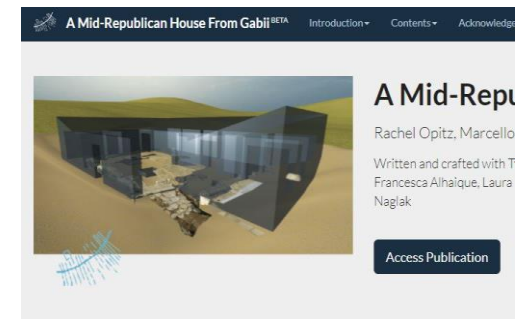 A Mid-Republican House From Gabii BETA Introduction Contents Acknowledge
A Mid-Repu
Rachel Opitz, Marcello
Written and crafted with T
Francesca Alhaique, Laura
Naglak
Access Publication